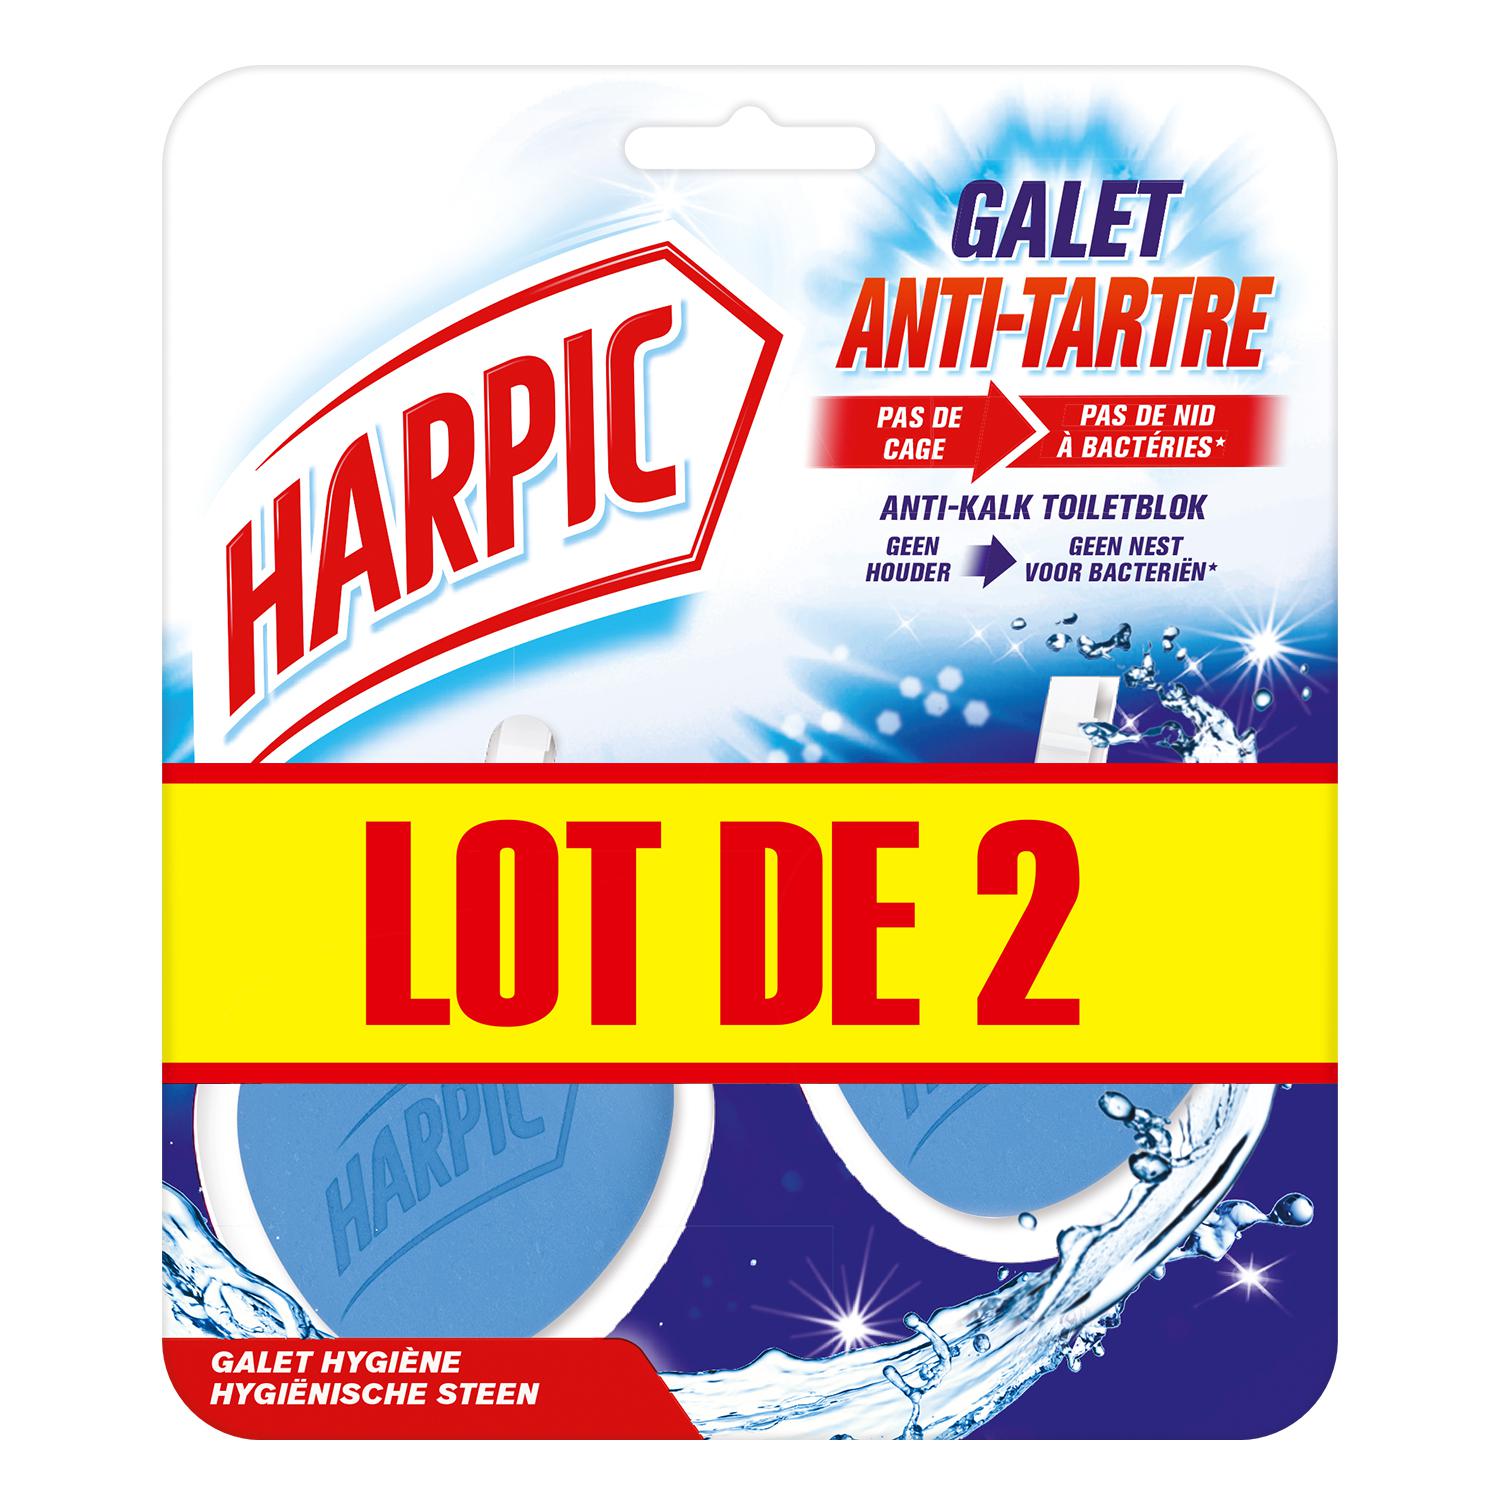 HARPIC
GALET
ANTI-TARTRE
PAS DE
CAGE
PAS DE NID
À BACTÉRIES*
ANTI-KALK TOILETBLOK
GEEN
HOUDER
GEEN NEST
VOOR BACTERIËN*
LOT DE 2
HARPIC
GALET HYGIÈNE
HYGIËNISCHE STEEN